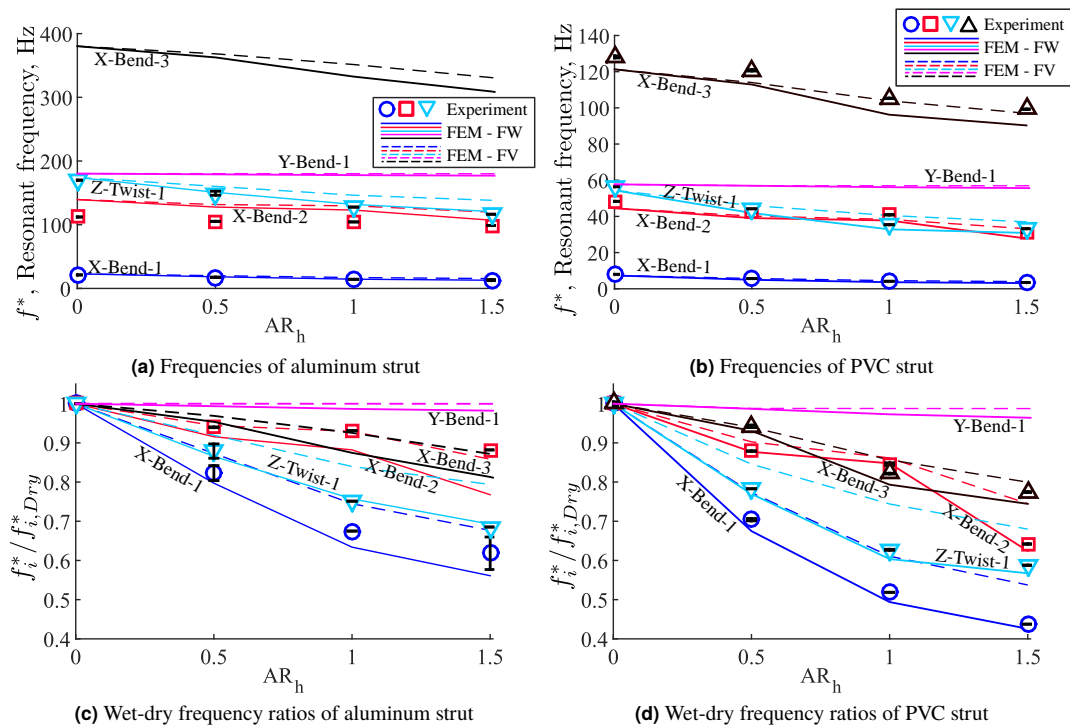 f*, Resonant frequency, Hz
400
300
200
100
0
X-Bend-3
Experiment
FEM - FW
FEM - FV
Y-Bend-1
Z-Twist-1
X-Bend-2
X-Bend-1
0
0.5
1
1.5
AR_h
(a) Frequencies of aluminum strut
f*, Resonant frequency, Hz
140
120
100
80
60
40
20
0
Experiment
FEM - FW
FEM - FV
X-Bend-3
Y-Bend-1
Z-Twist-1
X-Bend-2
X-Bend-1
0
0.5
1
1.5
AR_h
(b) Frequencies of PVC strut
f*_i / f*_{i,Dry}
1
0.9
0.8
0.7
0.6
0.5
0.4
Y-Bend-1
X-Bend-3
X-Bend-2
Z-Twist-1
X-Bend-1
0
0.5
1
1.5
AR_h
(c) Wet-dry frequency ratios of aluminum strut
f*_i / f*_{i,Dry}
1
0.9
0.8
0.7
0.6
0.5
0.4
Y-Bend-1
X-Bend-3
X-Bend-1
X-Bend-2
Z-Twist-1
0
0.5
1
1.5
AR_h
(d) Wet-dry frequency ratios of PVC strut